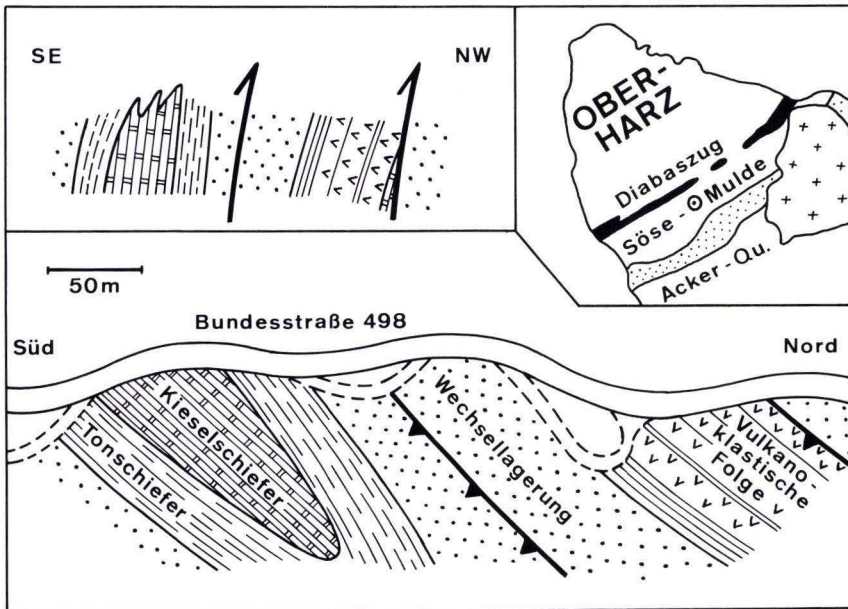 SE
NW
OBER-
HARZ
Diabaszug
Söse-Mulde
Acker-Qu.
50m
Bundesstraße 498
Süd
Nord
Kieselschiefer
Tonschiefer
Wechsellagerung
Vulkano-
klastische
Folge